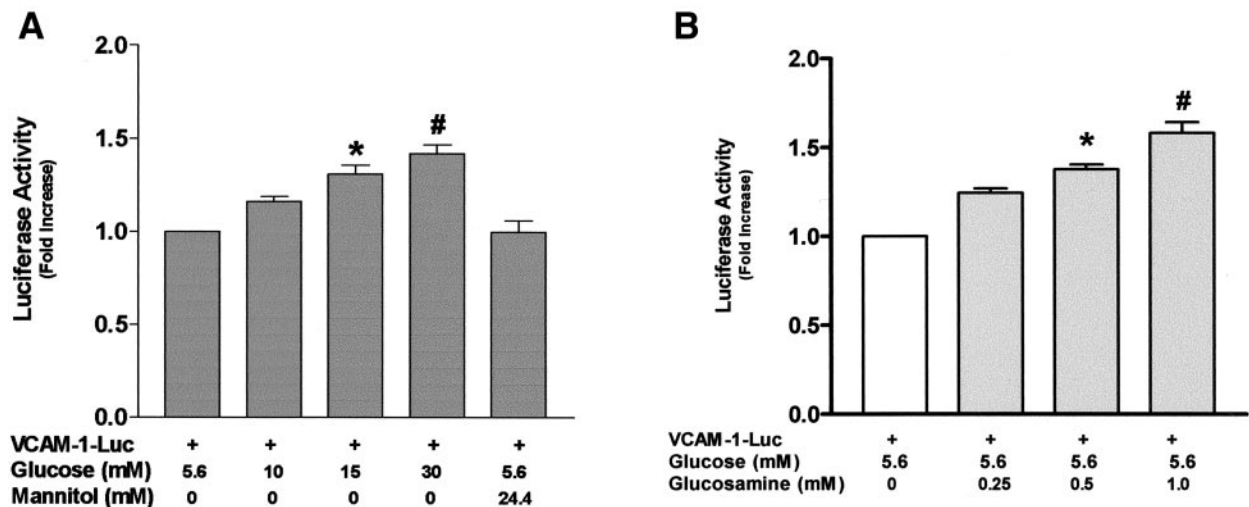 A
Luciferase Activity
(Fold Increase)
2.0
1.5
1.0
0.5
0.0
*
#
VCAM-1-Luc + + + + +
Glucose (mM) 5.6 10 15 30 5.6
Mannitol (mM) 0 0 0 0 24.4
B
Luciferase Activity
(Fold Increase)
2.0
1.5
1.0
0.5
0.0
*
#
VCAM-1-Luc + + + +
Glucose (mM) 5.6 5.6 5.6 5.6
Glucosamine (mM) 0 0.25 0.5 1.0